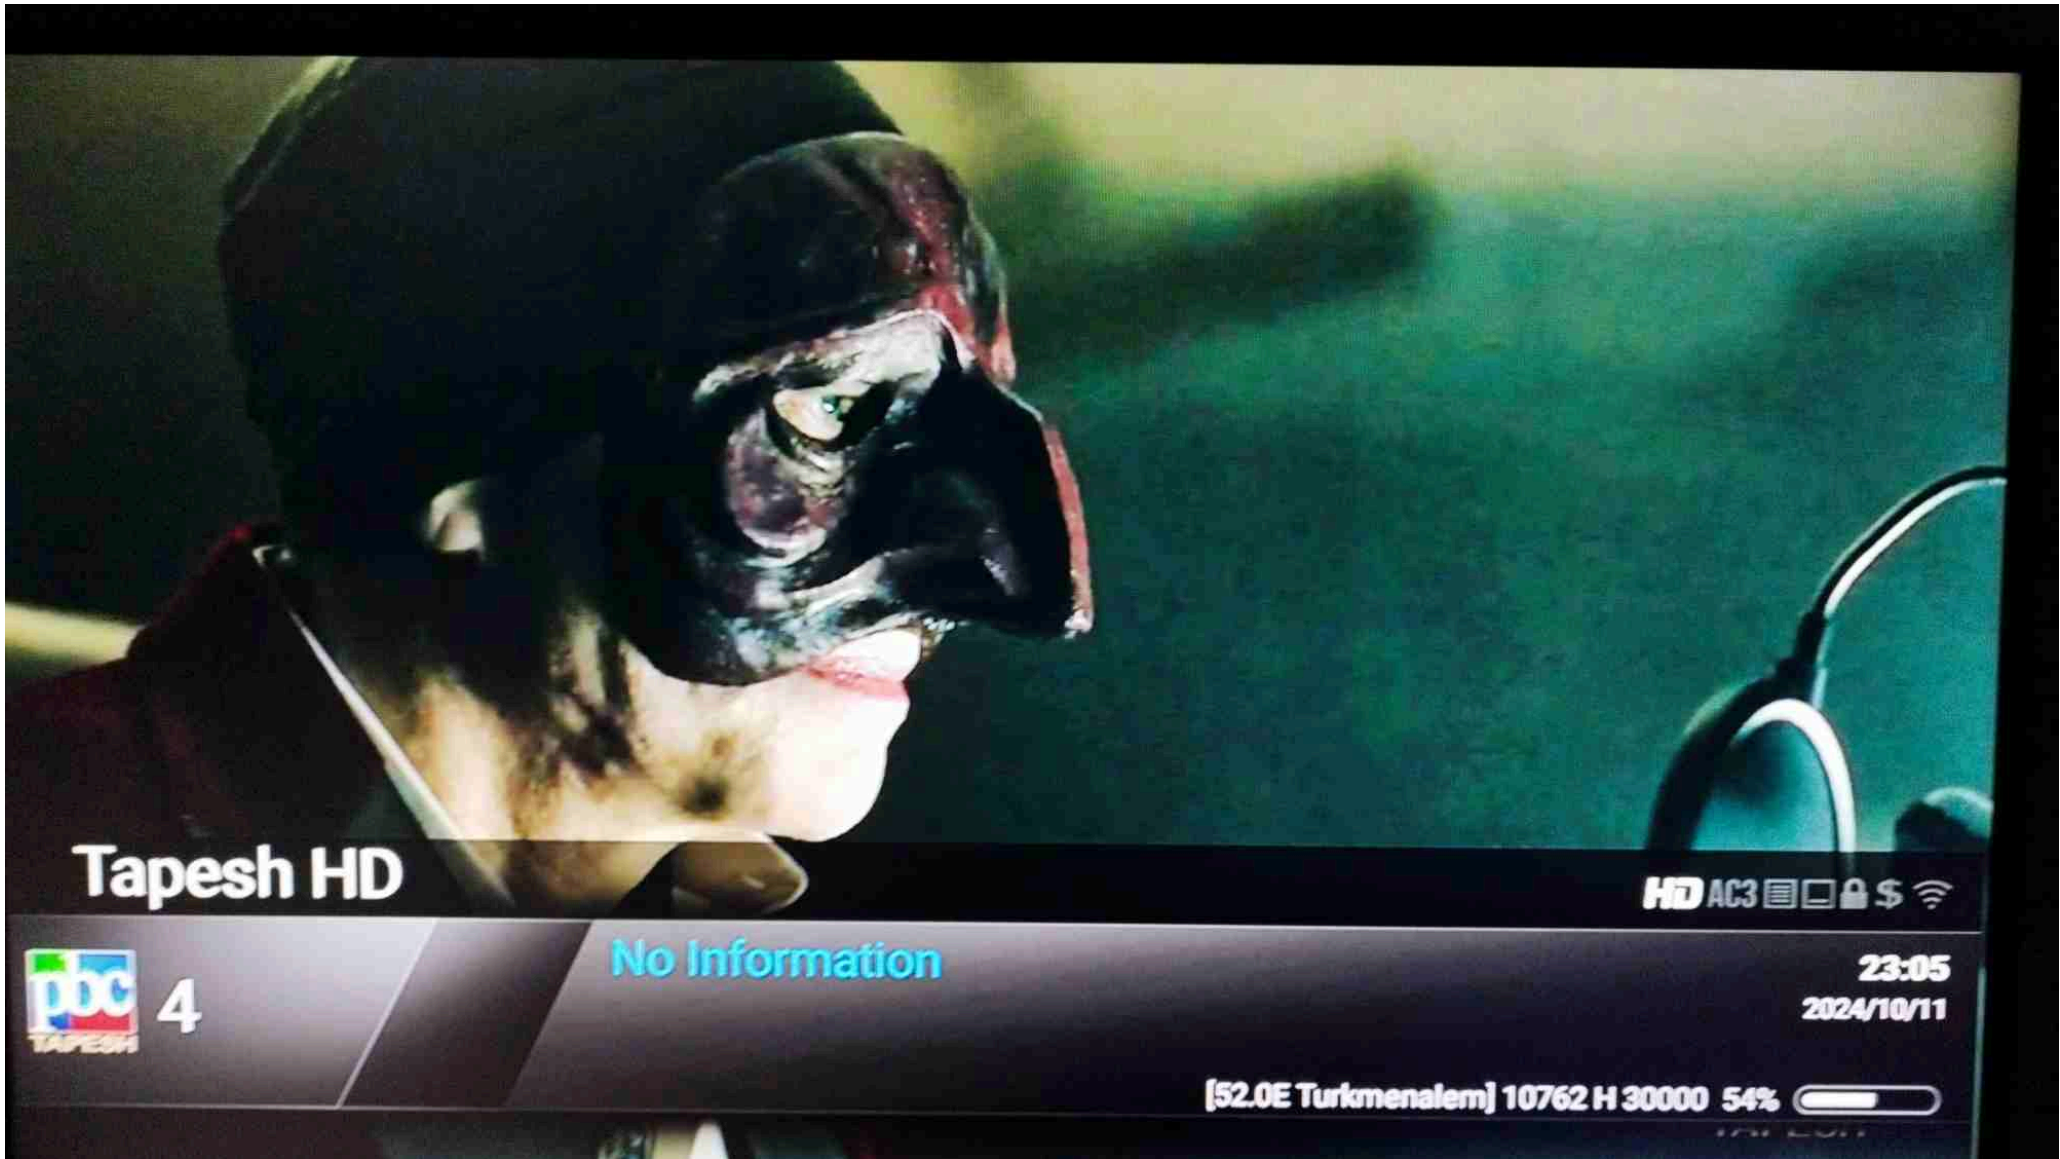 Tapesh HD
HD AC3 $
pbc
TAPESH
4
No Information
23:05
2024/10/11
[52.0E Turkmenalem] 10762 H 30000 54%